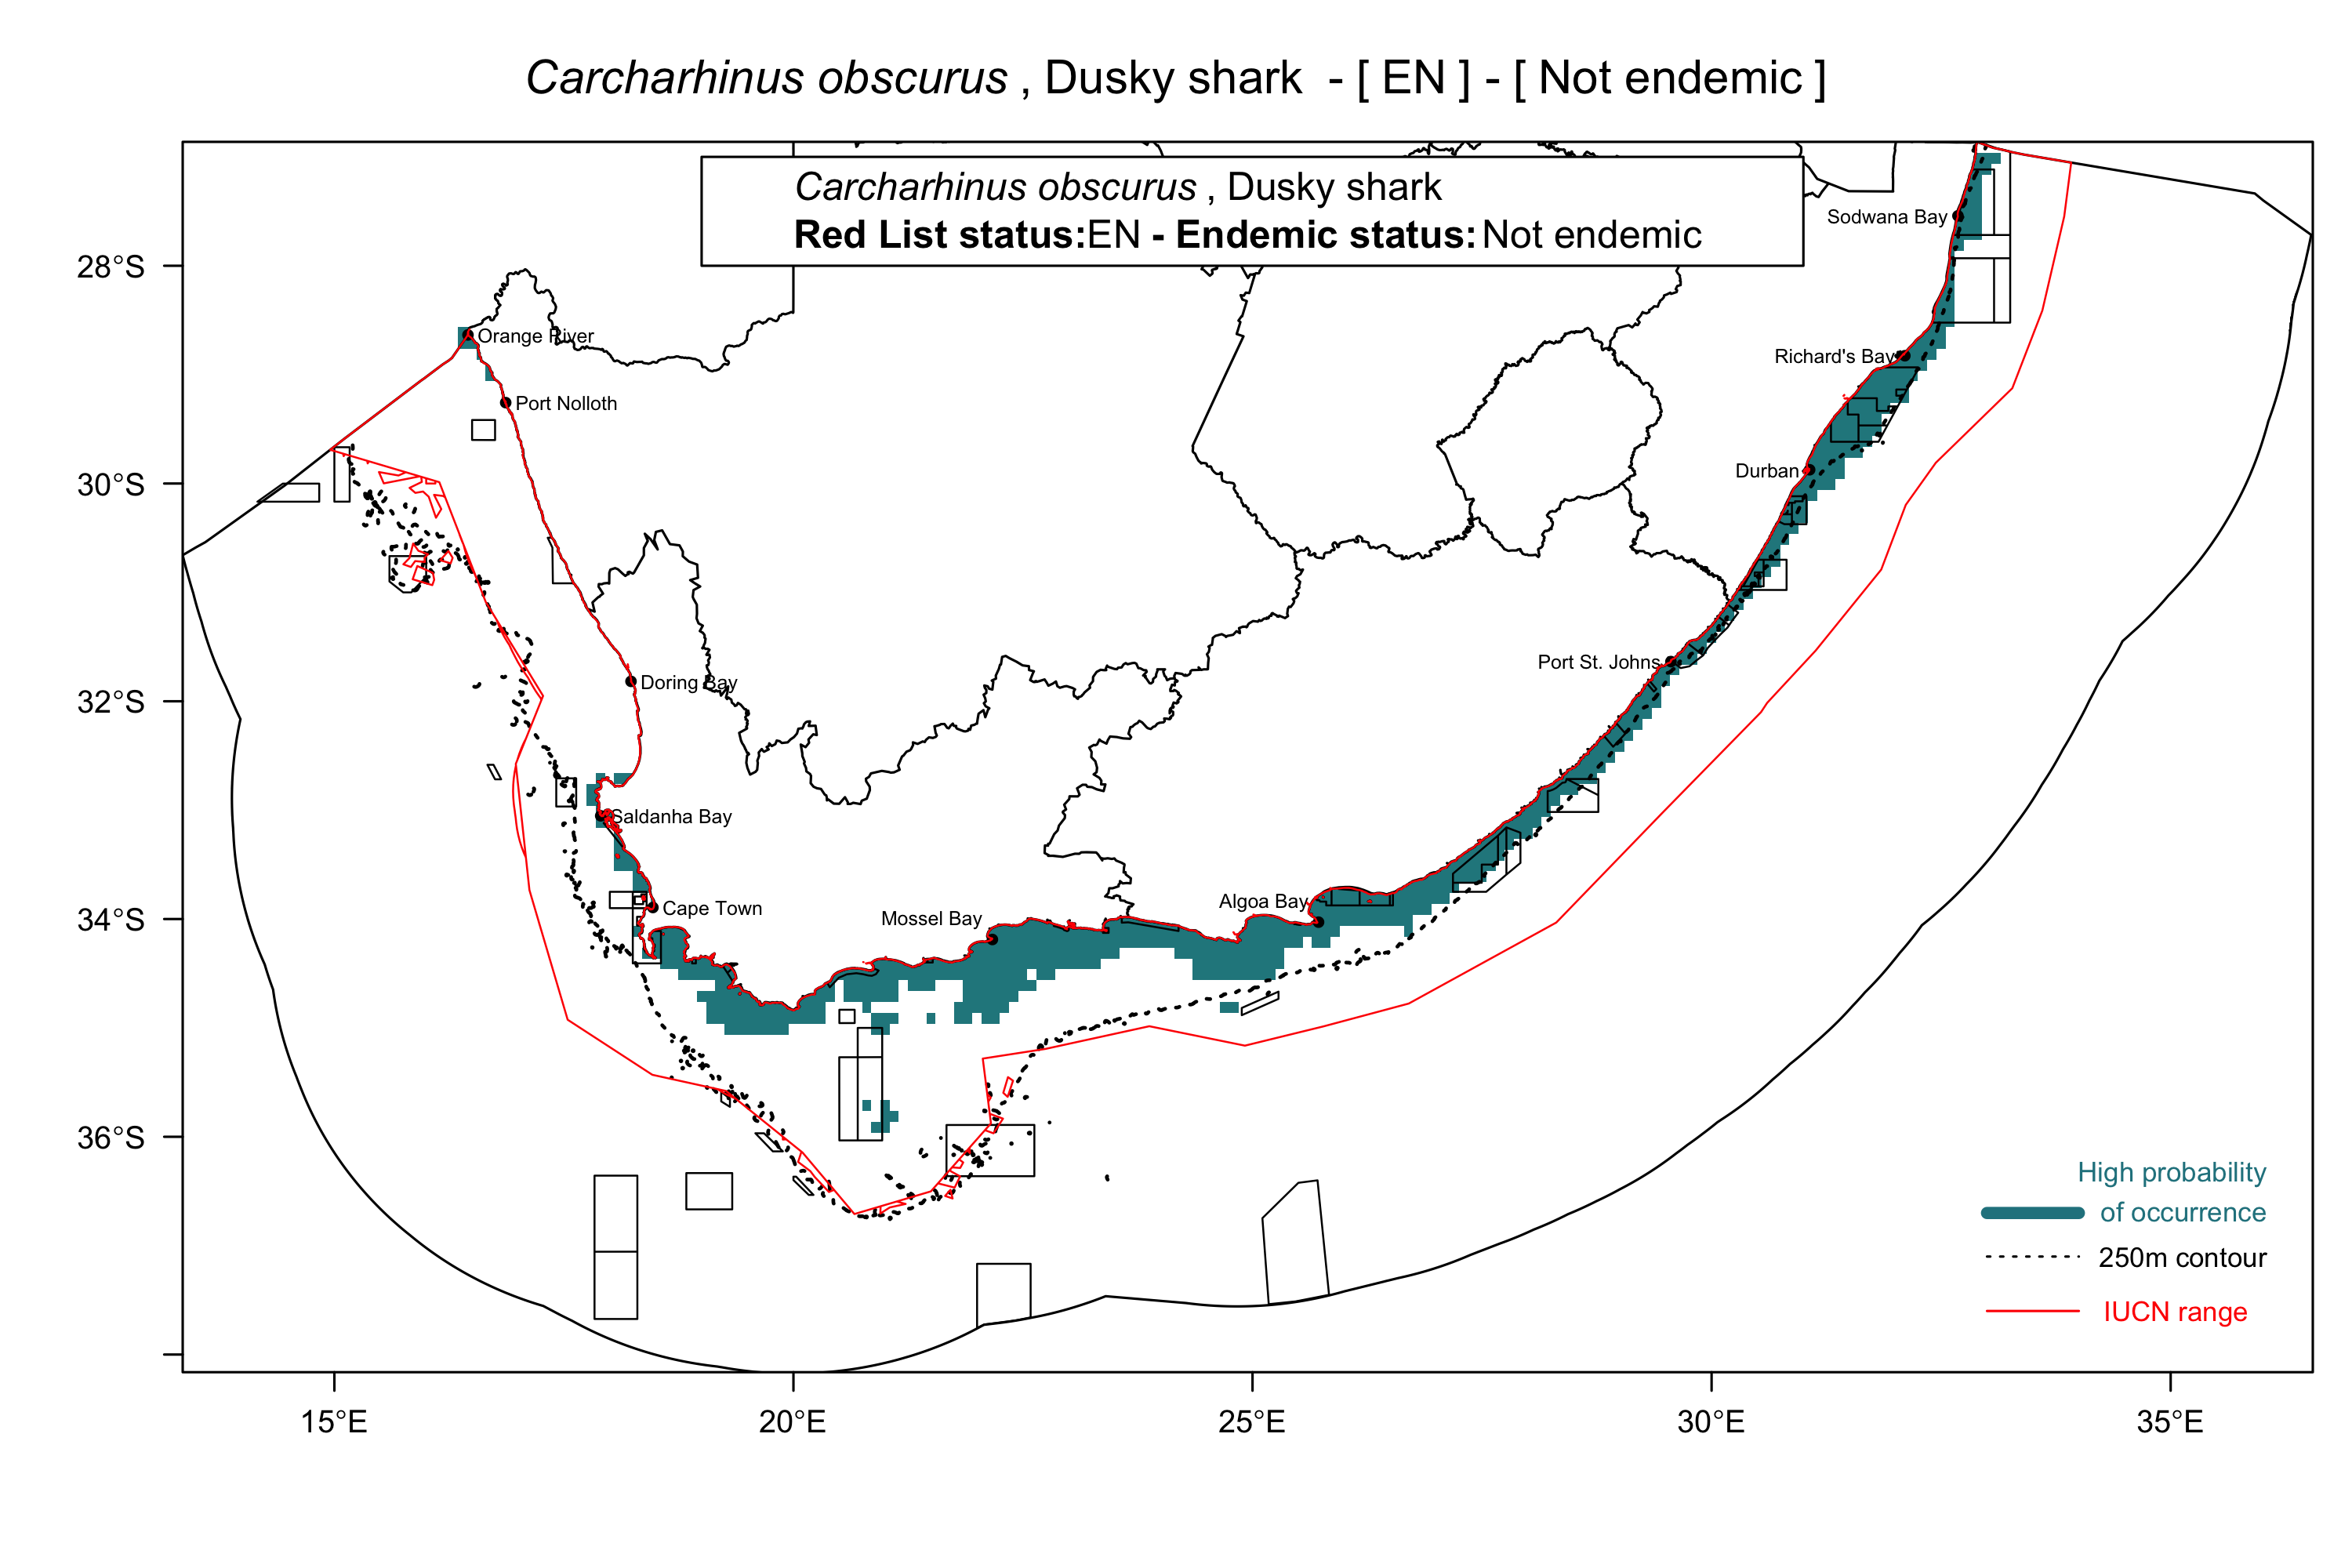 Carcharhinus obscurus , Dusky shark - [ EN ] - [ Not endemic ]
Carcharhinus obscurus , Dusky shark
Red List status:EN - Endemic status: Not endemic
Sodwana Bay
28°S
Orange River
Richard's Bay
Port Nolloth
Durban
30°S
Port St. Johns
Doring Bay
32°S
Saldanha Bay
Algoa Bay
Cape Town
Mossel Bay
34°S
36°S
High probability
of occurrence
250m contour
IUCN range
15°E
20°E
25°E
30°E
35°E